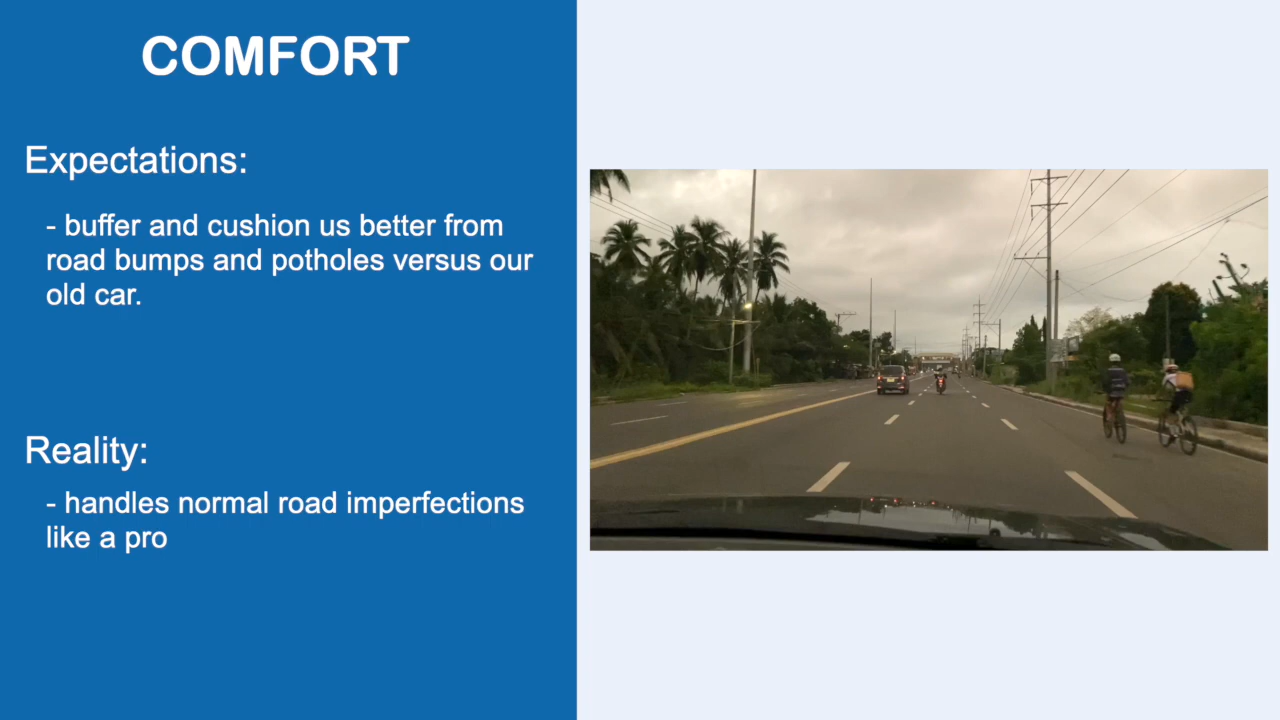 COMFORT
Expectations:
- buffer and cushion us better from
road bumps and potholes versus our
old car.
Reality:
- handles normal road imperfections
like a pro